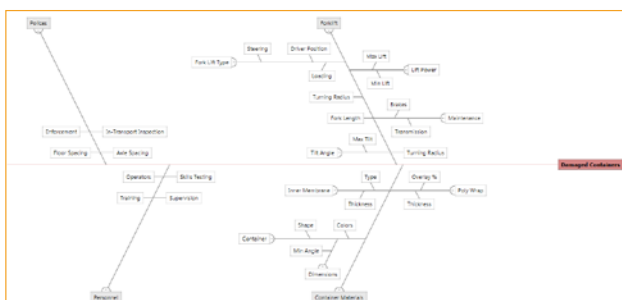 Polices
Forklift
Steering
Driver Position
Max Lift
Fork Lift Type
Lift Power
Loading
Min Lift
Turning Radius
Brakes
Fork Length
Maintenance
Enforcement
In-Transport Inspection
Transmission
Max Tilt
Floor Spacing
Axle Spacing
Tilt Angle
Turning Radius
Damaged Containers
Operators
Skills Testing
Type
Overlay %
Inner Membrane
Poly Wrap
Training
Supervision
Thickness
Thickness
Shape
Colors
Container
Min Angle
Dimensions
Personnel
Container Materials